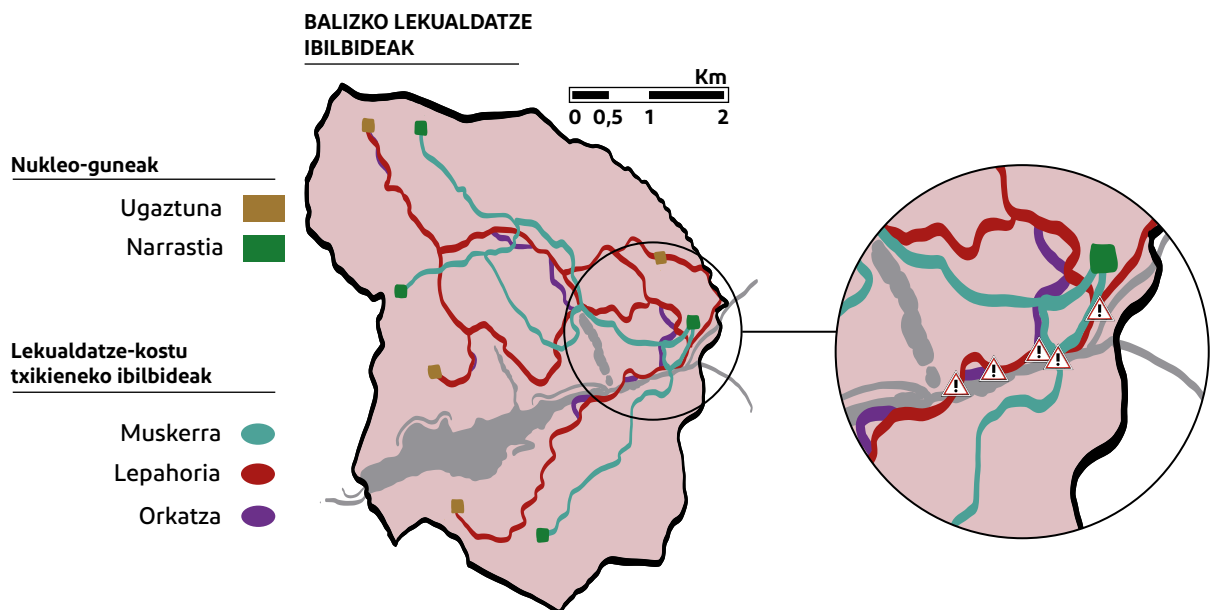 BALIZKO LEKUALDATZE
IBILBIDEAK
Km
0 0,5 1 2
Nukleo-guneak
Ugaztuna
Narrastia
Lekualdatze-kostu
txikieneko ibilbideak
Muskerra
Lepahoria
Orkatza
!
!
!
!
!